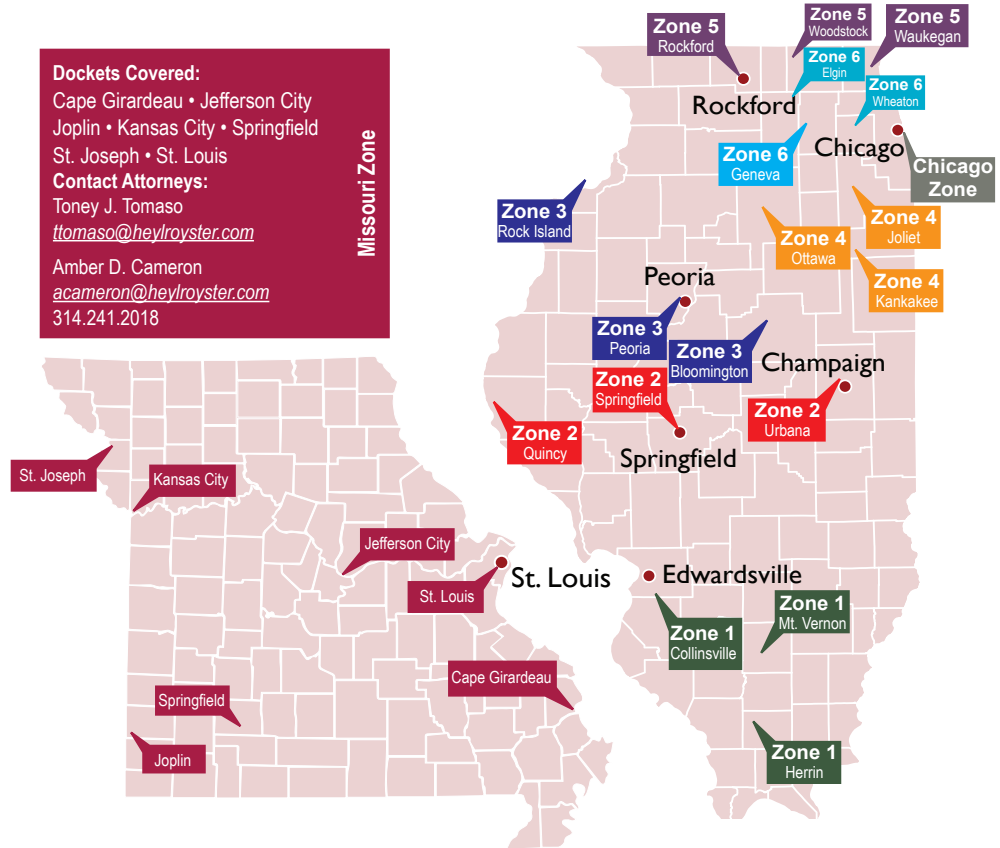 Dockets Covered:
Cape Girardeau • Jefferson City
Joplin • Kansas City • Springfield
St. Joseph • St. Louis
Contact Attorneys:
Toney J. Tomaso
ttomaso@heylroyster.com
Amber D. Cameron
acameron@heylroyster.com
314.241.2018
Missouri Zone
Zone 5
Rockford
Zone 5
Woodstock
Zone 5
Waukegan
Zone 6
Elgin
Zone 6
Wheaton
Rockford
Chicago
Zone 6
Geneva
Chicago
Zone
Zone 3
Rock Island
Zone 4
Ottawa
Zone 4
Joliet
Zone 4
Kankakee
Peoria
Zone 3
Peoria
Zone 3
Bloomington
Champaign
Zone 2
Springfield
Zone 2
Urbana
Zone 2
Quincy
Springfield
St. Joseph
Kansas City
Jefferson City
St. Louis
St. Louis
Edwardsville
Zone 1
Collinsville
Zone 1
Mt. Vernon
Cape Girardeau
Springfield
Joplin
Zone 1
Herrin